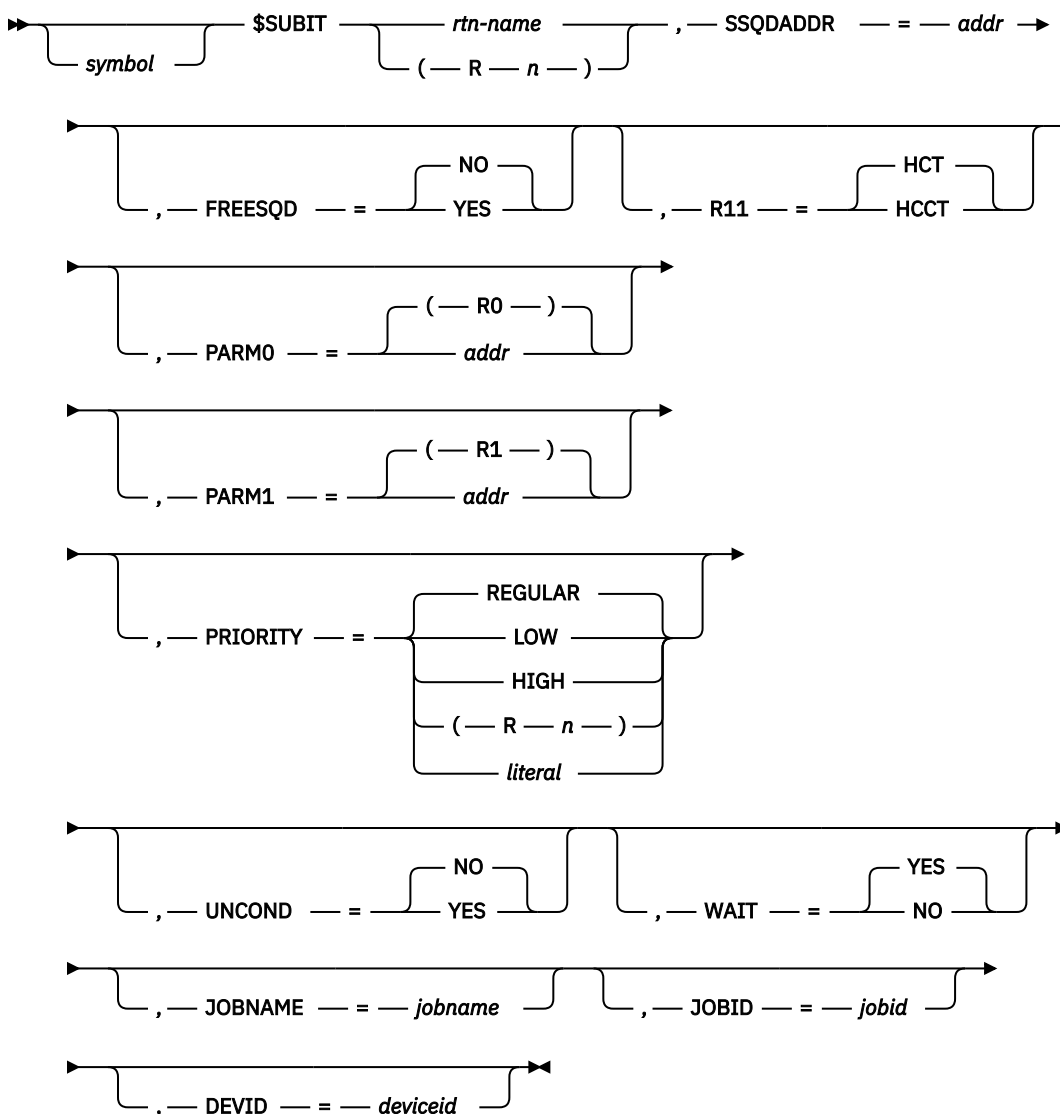 $SUBIT rtn-name , SSQDADDR = addr
symbol ( R n )
NO HCT
, FREESQD = YES , R11 = HCCT
( R0 )
, PARM0 = addr
( R1 )
, PARM1 = addr
REGULAR
, PRIORITY = LOW
HIGH
( R n )
literal
NO YES
, UNCOND = YES , WAIT = NO
, JOBNAME = jobname , JOBID = jobid
, DEVID = deviceid